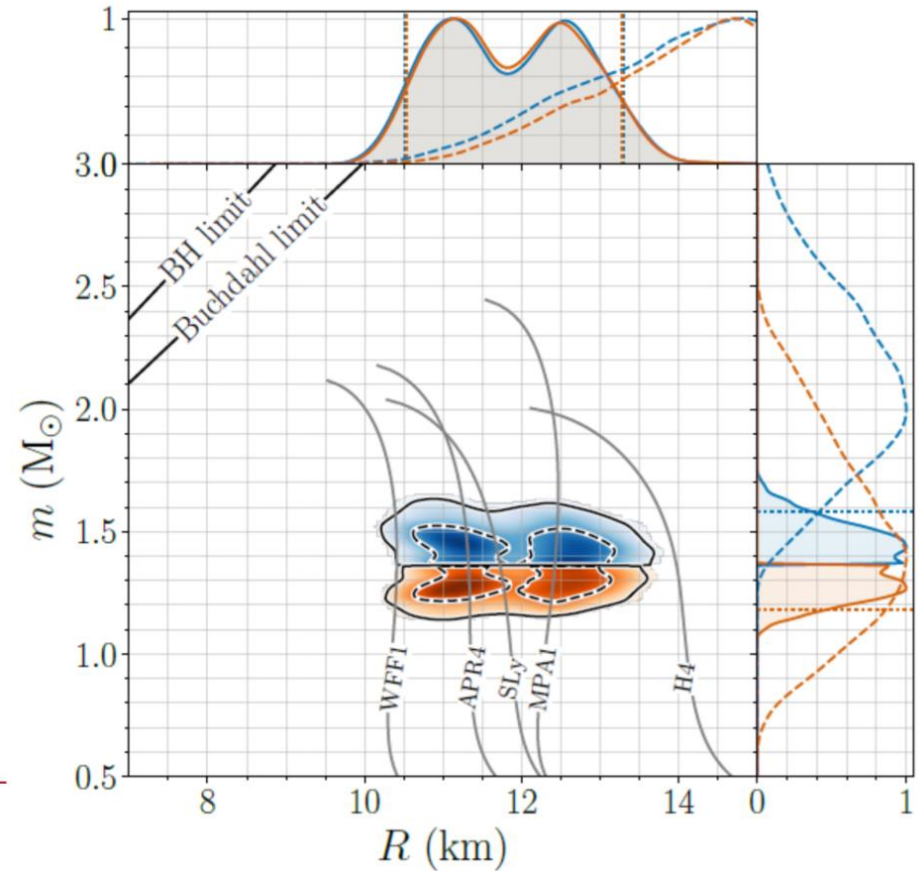 1
3.0
BH limit
Buchdahl limit
2.5
2.0
1.5
1.0
0.5
m (M⊙)
WFF1
APR4
SLy
MPA1
H4
8 10 12 14 0 1
R (km)